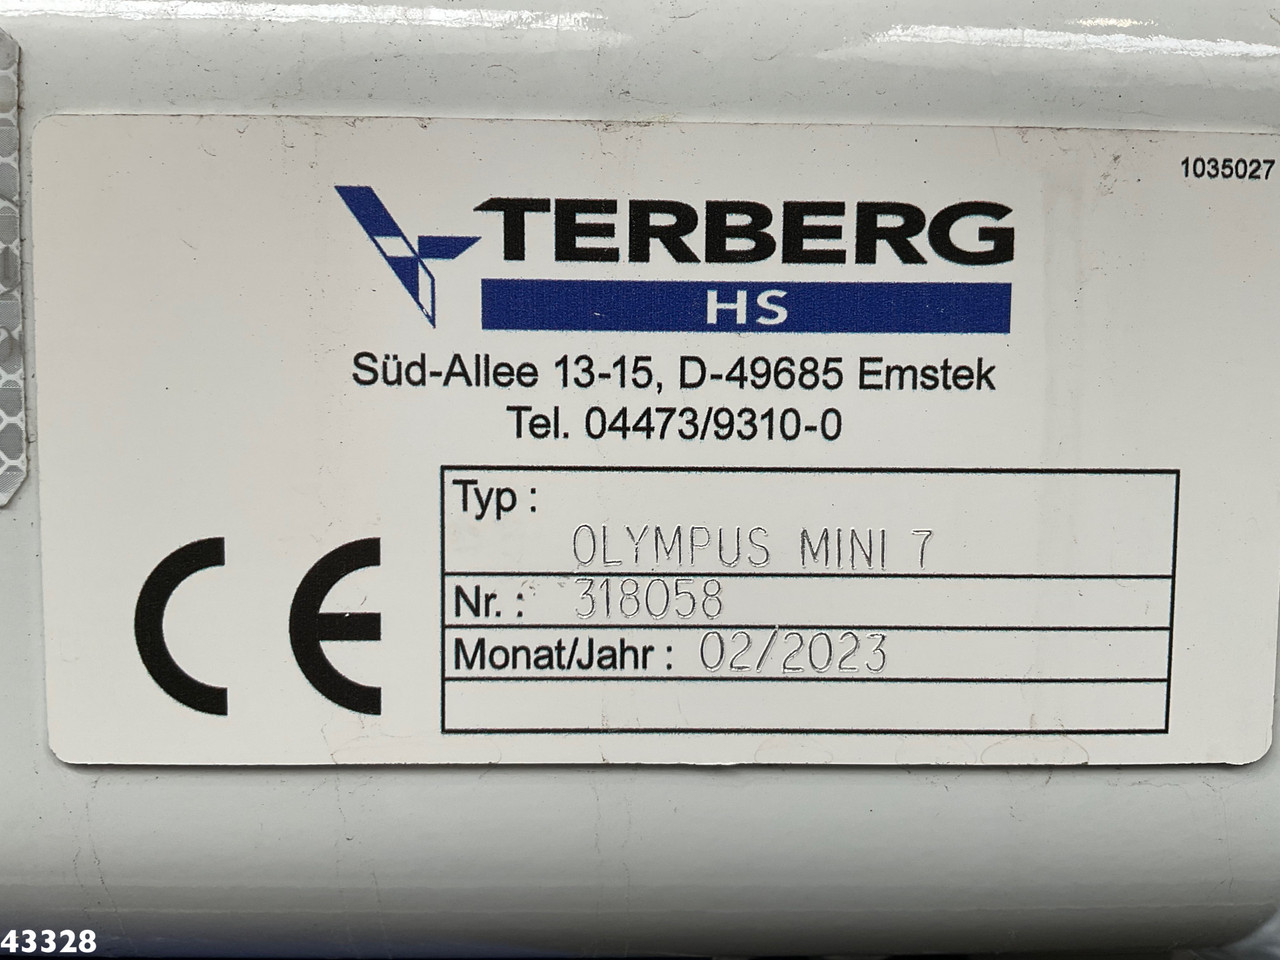 1035027
TERBERG
HS
Süd-Allee 13-15, D-49685 Emstek
Tel. 04473/9310-0
CE
Typ :
OLYMPUS MINI 7
Nr. : 318058
Monat/Jahr : 02/2023
43328